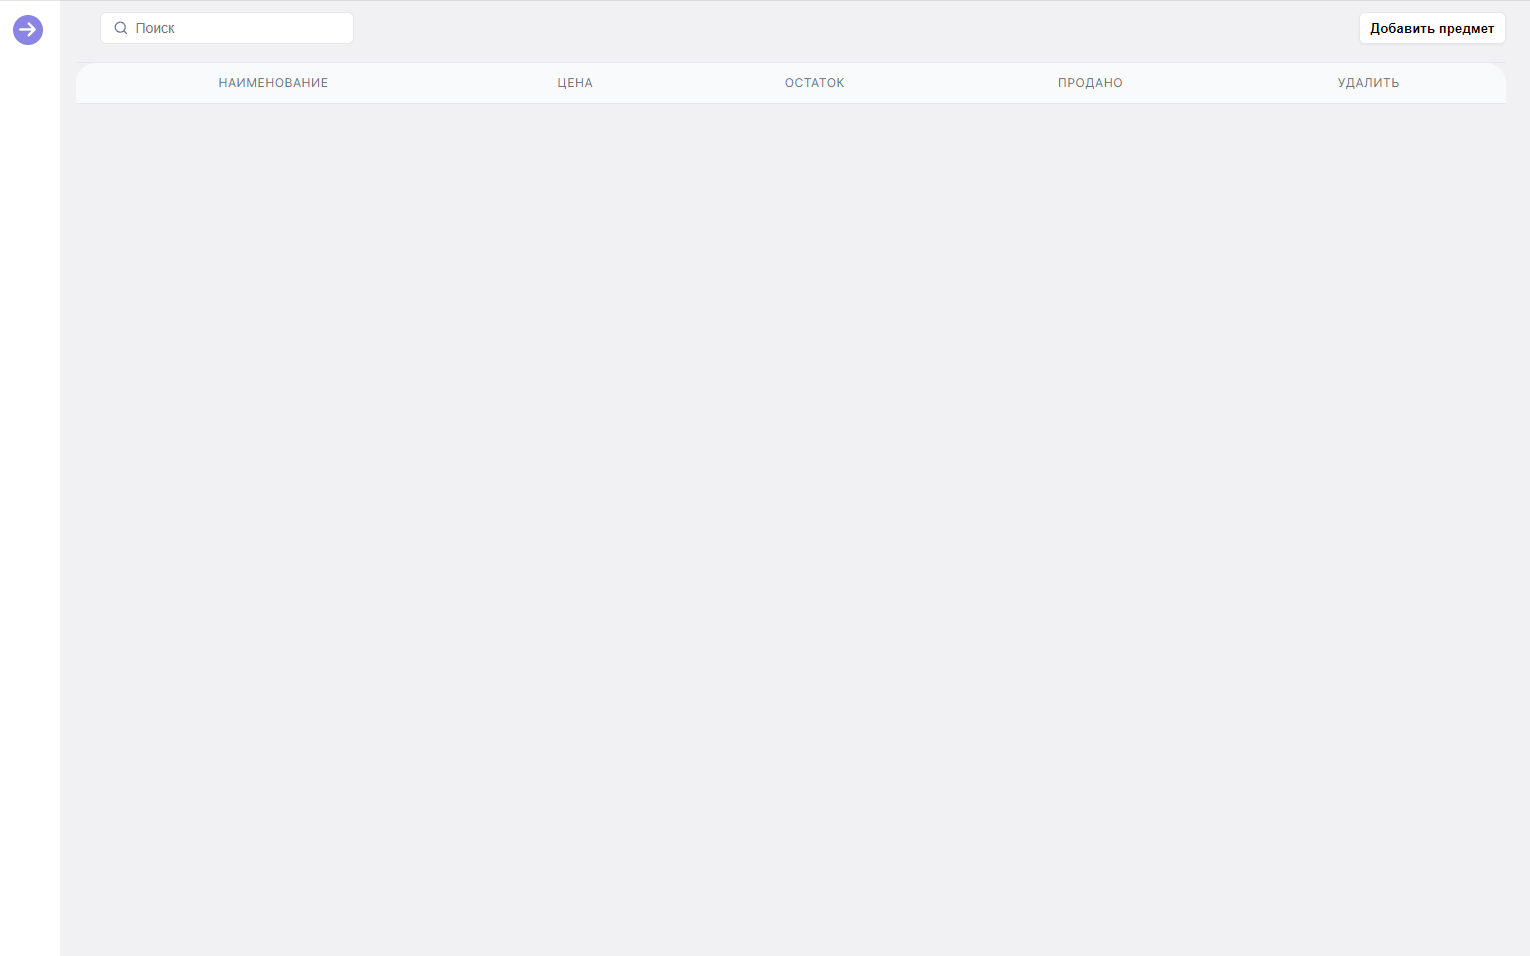 Поиск
Добавить предмет
НАИМЕНОВАНИЕ ЦЕНА ОСТАТОК ПРОДАНО УДАЛИТЬ